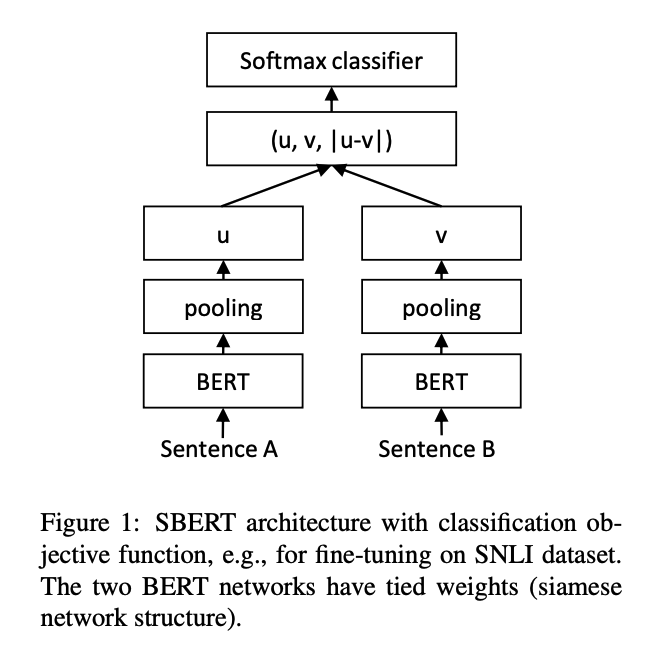 Softmax classifier
(u, v, |u-v|)
u
v
pooling
pooling
BERT
BERT
Sentence A
Sentence B
Figure 1: SBERT architecture with classification ob-
jective function, e.g., for fine-tuning on SNLI dataset.
The two BERT networks have tied weights (siamese
network structure).